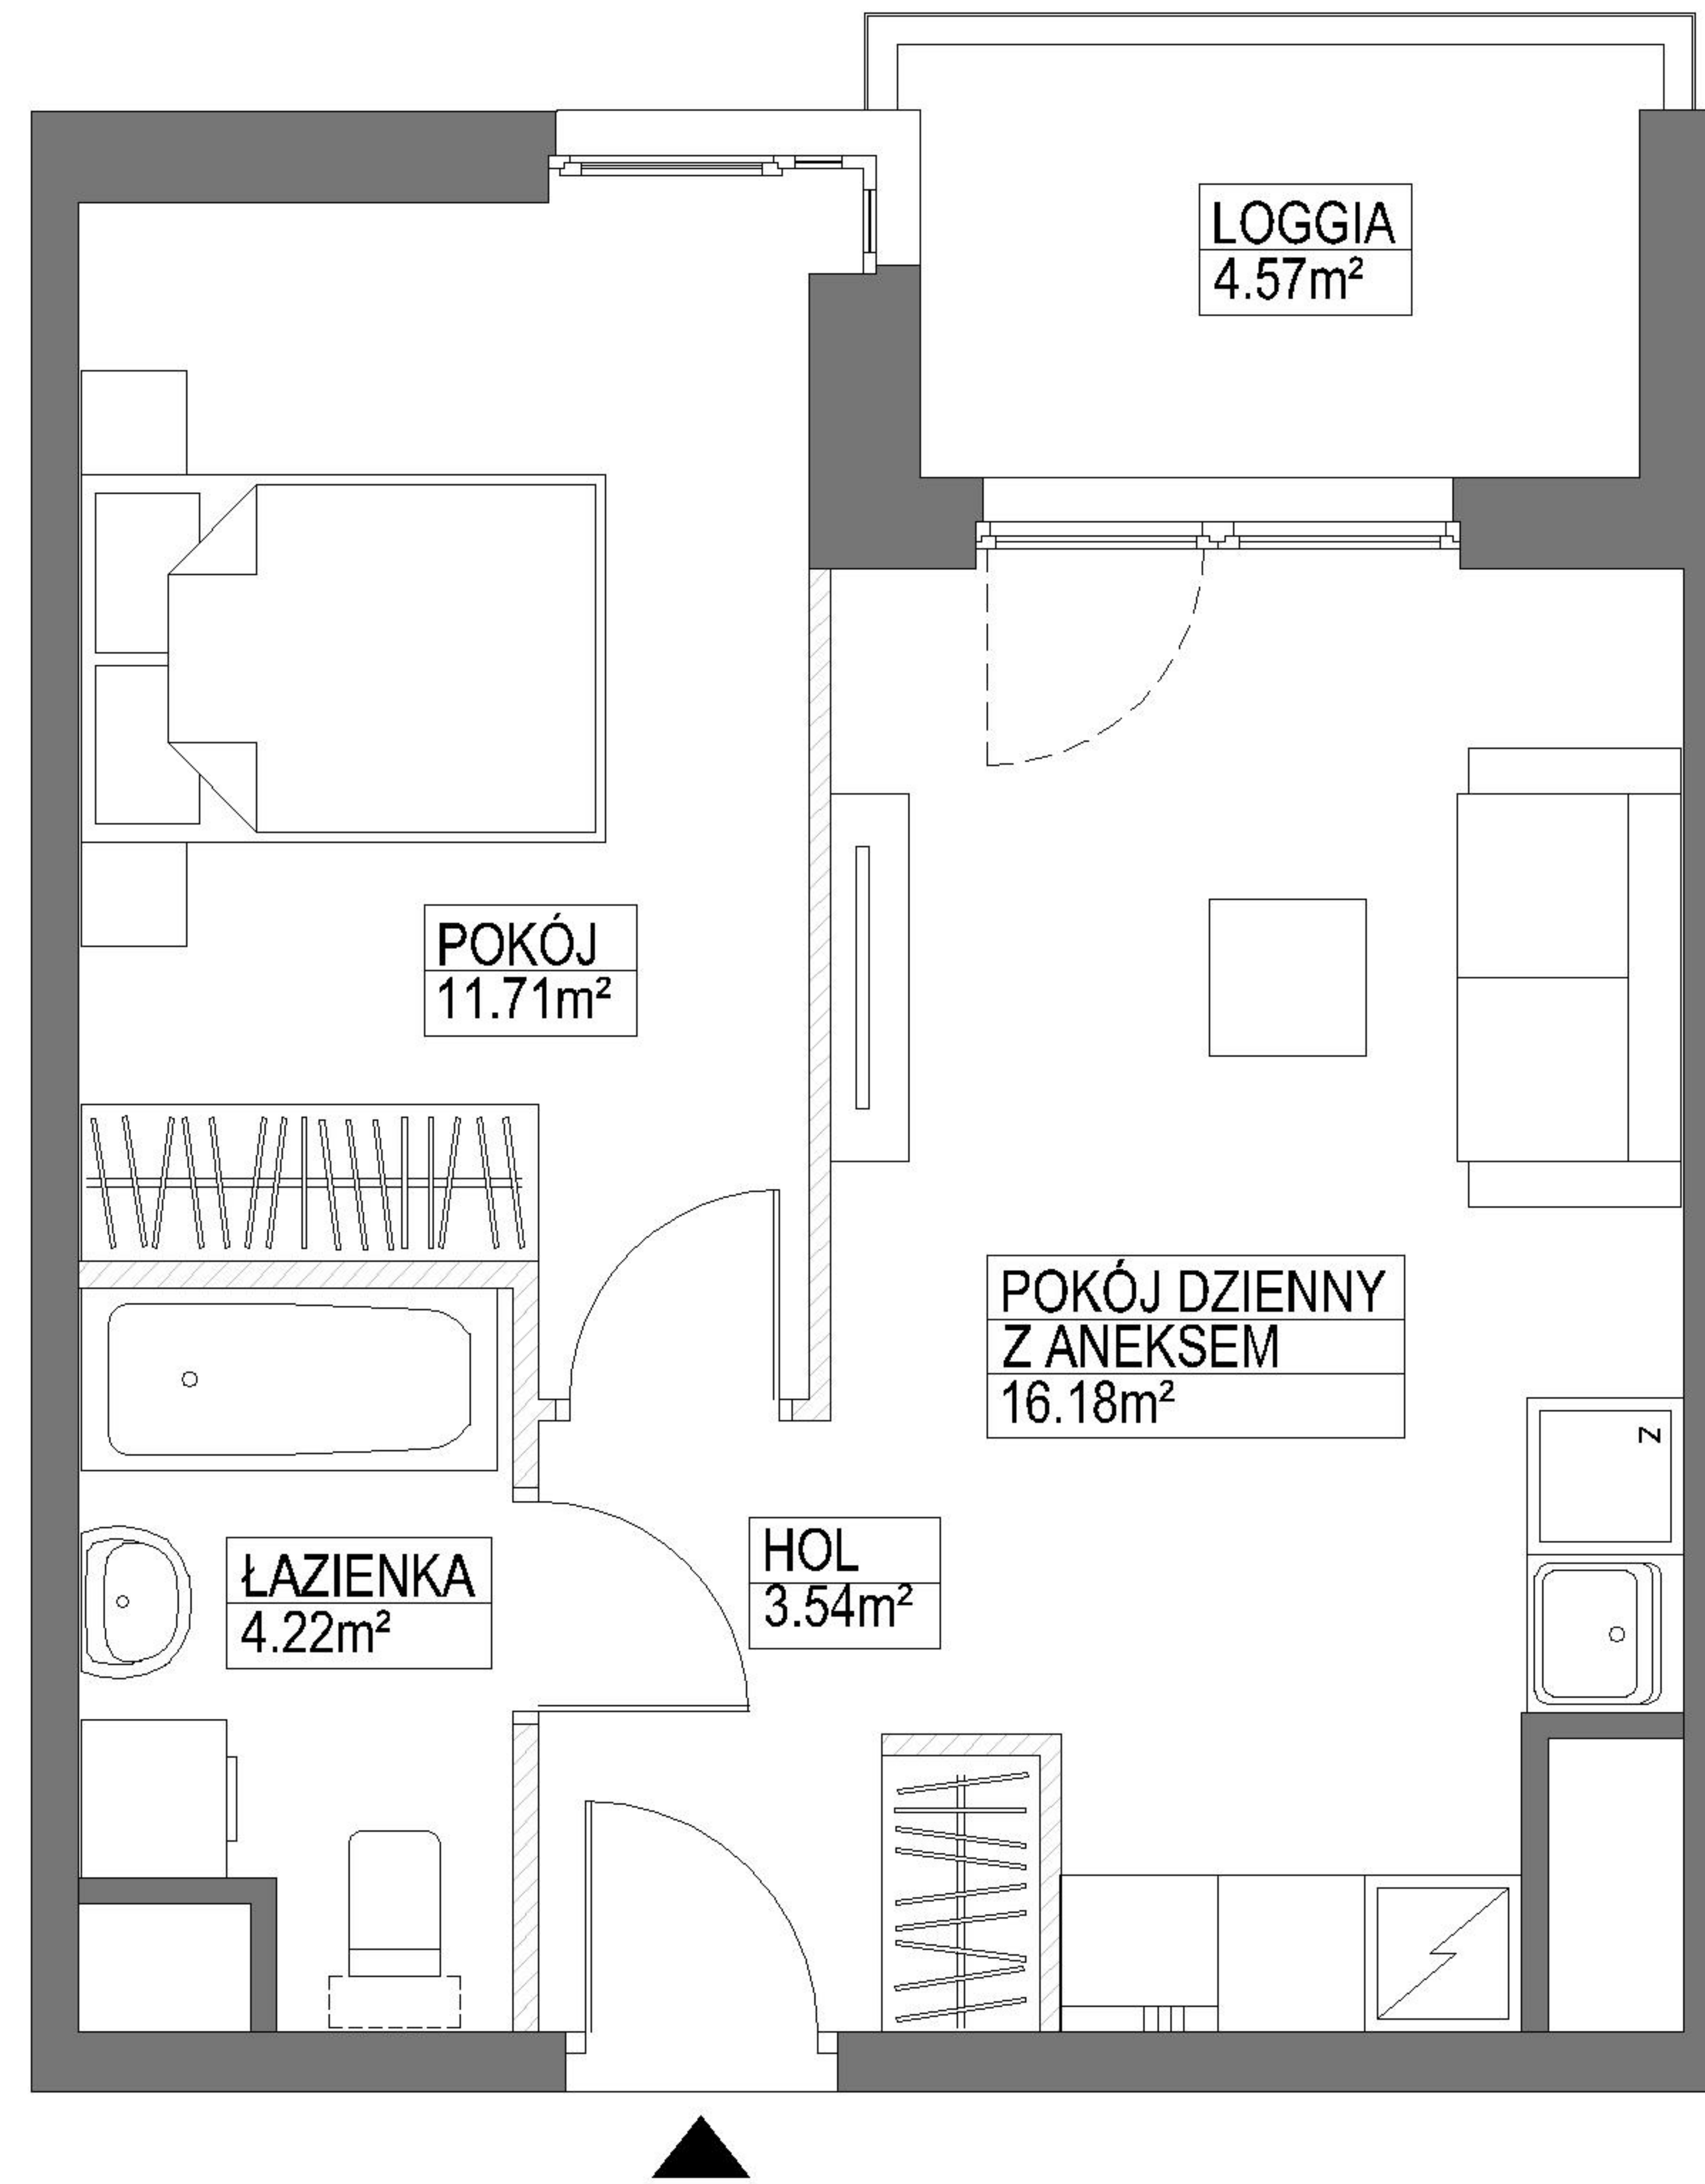 LOGGIA
4.57m²
POKÓJ
11.71m²
POKÓJ DZIENNY
Z ANEKSEM
16.18m²
Z
HOL
3.54m²
ŁAZIENKA
4.22m²